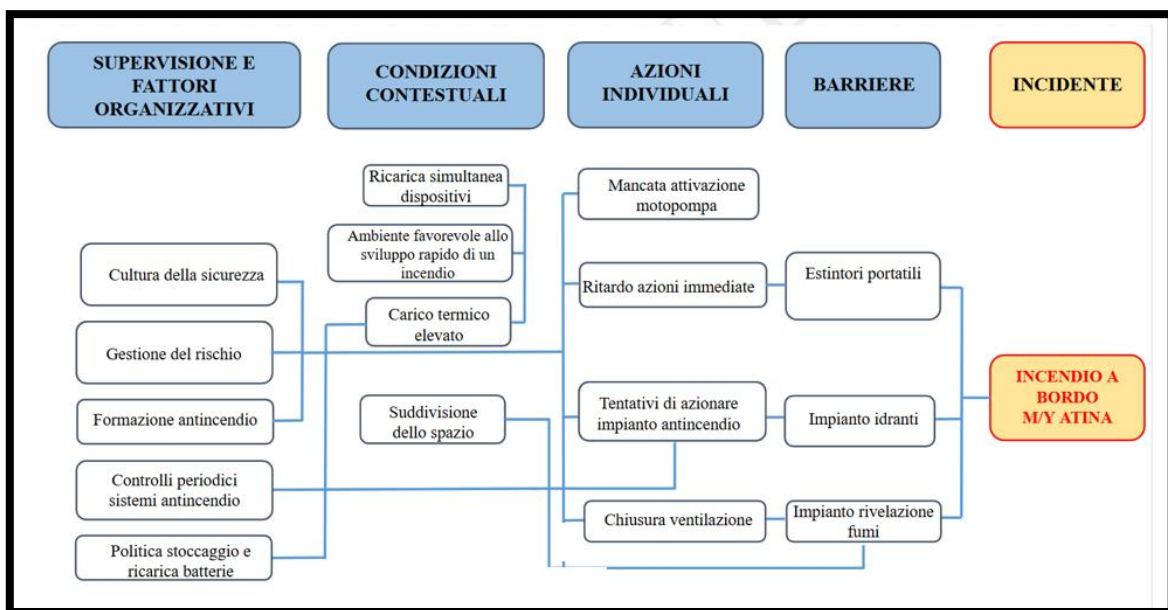 SUPERVISIONE E
FATTORI
ORGANIZZATIVI
CONDIZIONI
CONTESTUALI
AZIONI
INDIVIDUALI
BARRIERE
INCIDENTE
Cultura della sicurezza
Gestione del rischio
Formazione antincendio
Controlli periodici
sistemi antincendio
Politica stoccaggio e
ricarica batterie
Ricarica simultanea
dispositivi
Ambiente favorevole allo
sviluppo rapido di un
incendio
Carico termico
elevato
Suddivisione
dello spazio
Mancata attivazione
motopompa
Ritardo azioni immediate
Tentativi di azionare
impianto antincendio
Chiusura ventilazione
Estintori portatili
Impianto idranti
Impianto rivelazione
fumi
INCENDIO A
BORDO
M/Y ATINA